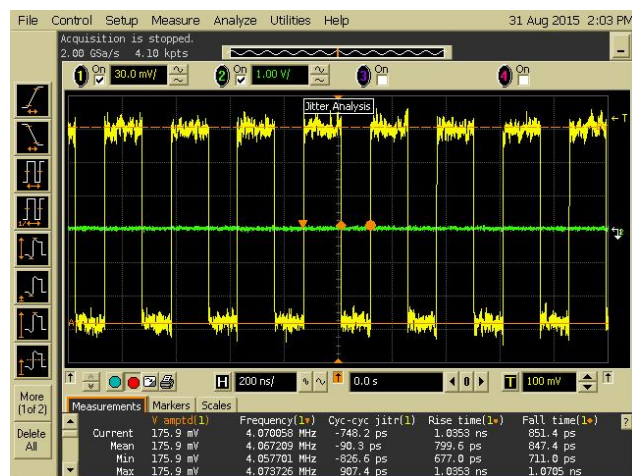 File Control Setup Measure Analyze Utilities Help 31 Aug 2015 2:03 PM
Acquisition is stopped.
2.00 GSa/s 4.10 kpts
1 On 30.0 mV/ 2 On 1.00 V/ 3 On 4 On
Jitter Analysis
T
A
More
(1 of 2)
Delete
All
H 200 ns/ 0.0 s 0 T 100 mV
Measurements Markers Scales
V amptd(1) Frequency(1) Cyc-cyc jitr(1) Rise time(1) Fall time(1) ?
Current 175.9 mV 4.070058 MHz -748.2 ps 1.0353 ns 851.4 ps
Mean 175.9 mV 4.067209 MHz -90.3 ps 799.6 ps 847.4 ps
Min 175.9 mV 4.057701 MHz -826.6 ps 677.0 ps 711.0 ps
Max 175.9 mV 4.073726 MHz 907.4 ps 1.0353 ns 1.0705 ns